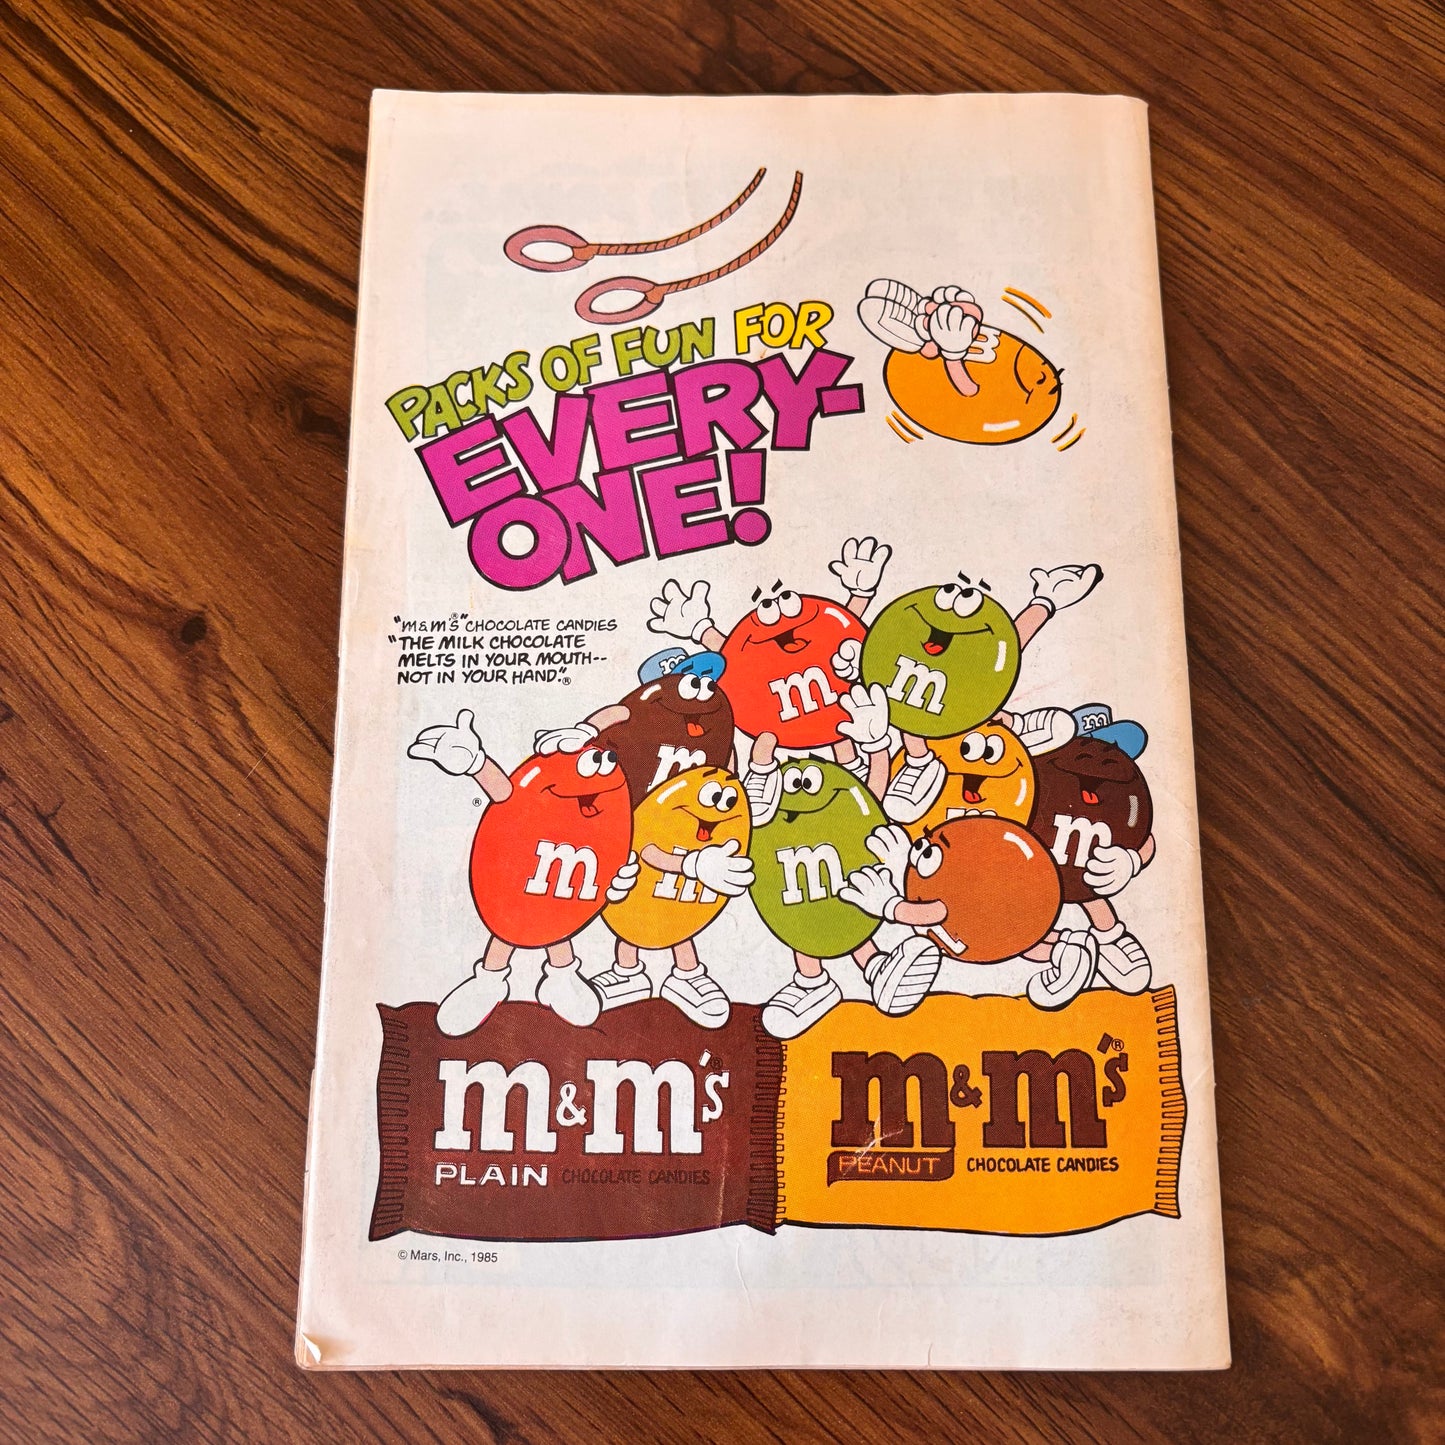 PACKS OF FUN FOR
EVERY-
ONE!
"m&m's"® CHOCOLATE CANDIES
"THE MILK CHOCOLATE
MELTS IN YOUR MOUTH--
NOT IN YOUR HAND."®
m
m
m
m
m
m
m
m
m
m
m
®
m&m's®
PLAIN CHOCOLATE CANDIES
m&m's®
PEANUT CHOCOLATE CANDIES
© Mars, Inc., 1985